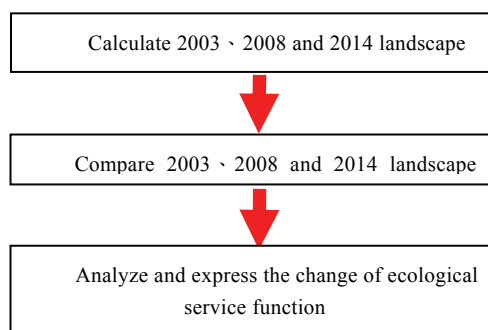 Calculate 2003、2008 and 2014 landscape
Compare 2003、2008 and 2014 landscape
Analyze and express the change of ecological
service function